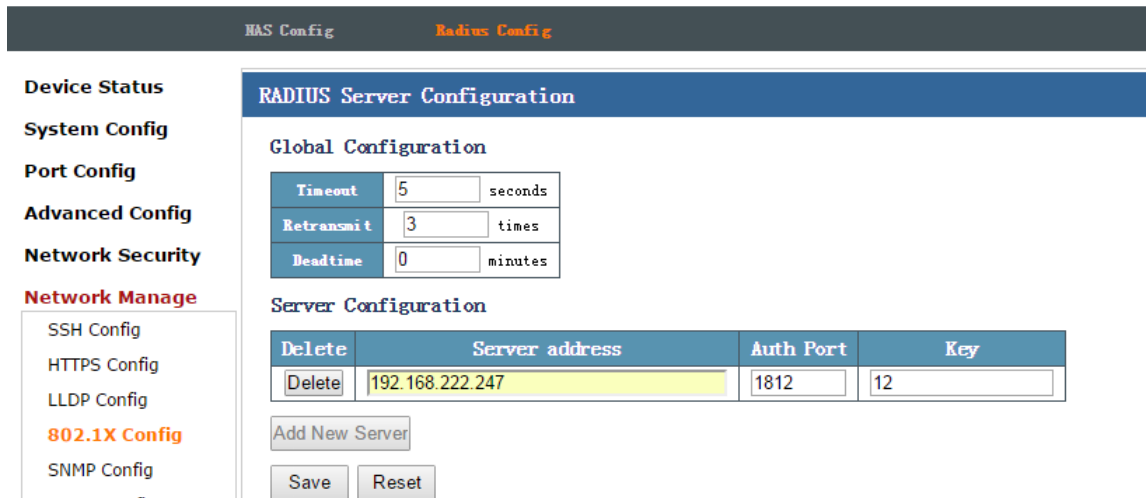 NAS Config Radius Config
Device Status
System Config
Port Config
Advanced Config
Network Security
Network Manage
SSH Config
HTTPS Config
LLDP Config
802.1X Config
SNMP Config
RADIUS Server Configuration
Global Configuration
Timeout 5 seconds
Retransmit 3 times
Deadtime 0 minutes
Server Configuration
Delete Server address Auth Port Key
Delete 192.168.222.247 1812 12
Add New Server
Save Reset